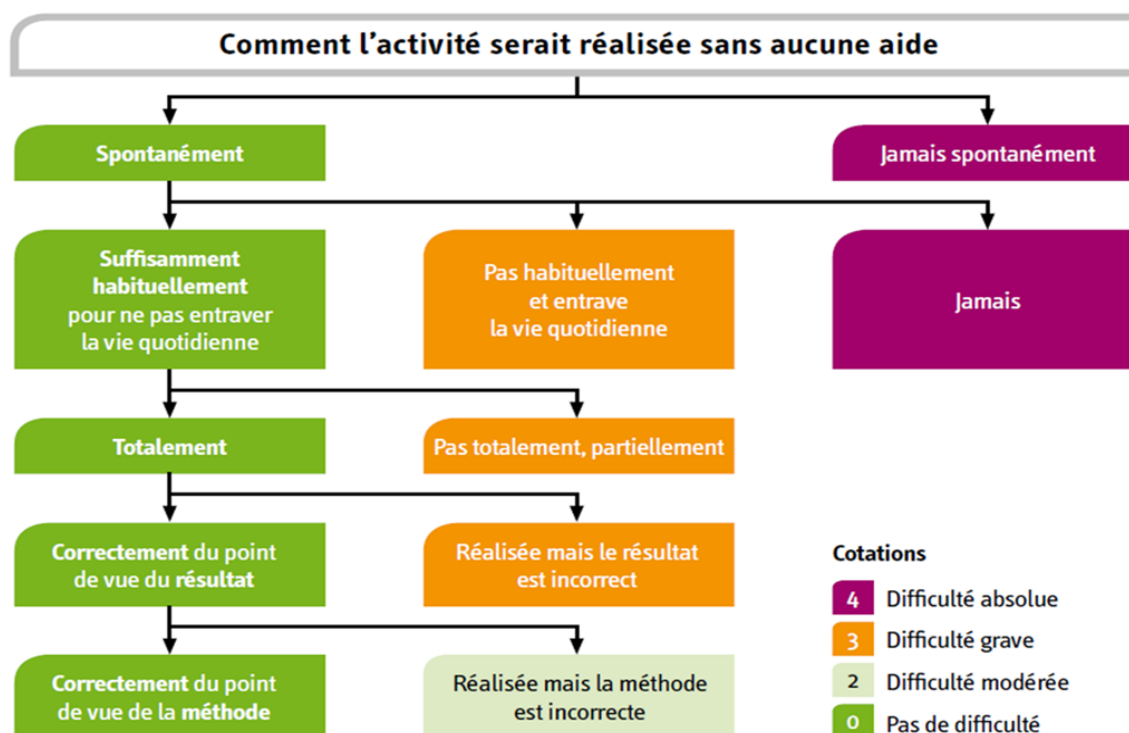 Comment l’activité serait réalisée sans aucune aide
Spontanément
Jamais spontanément
Suffisamment
habituellement
pour ne pas entraver
la vie quotidienne
Pas habituellement
et entrave
la vie quotidienne
Jamais
Totalement
Pas totalement, partiellement
Correctement du point
de vue du résultat
Réalisée mais le résultat
est incorrect
Correctement du point
de vue de la méthode
Réalisée mais la méthode
est incorrecte
Cotations
4 Difficulté absolue
3 Difficulté grave
2 Difficulté modérée
0 Pas de difficulté